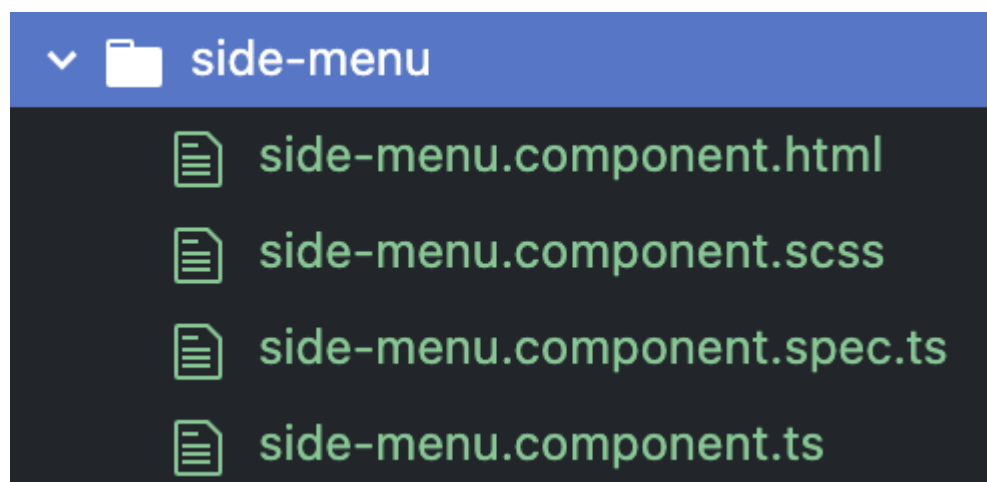 side-menu
side-menu.component.html
side-menu.component.scss
side-menu.component.spec.ts
side-menu.component.ts